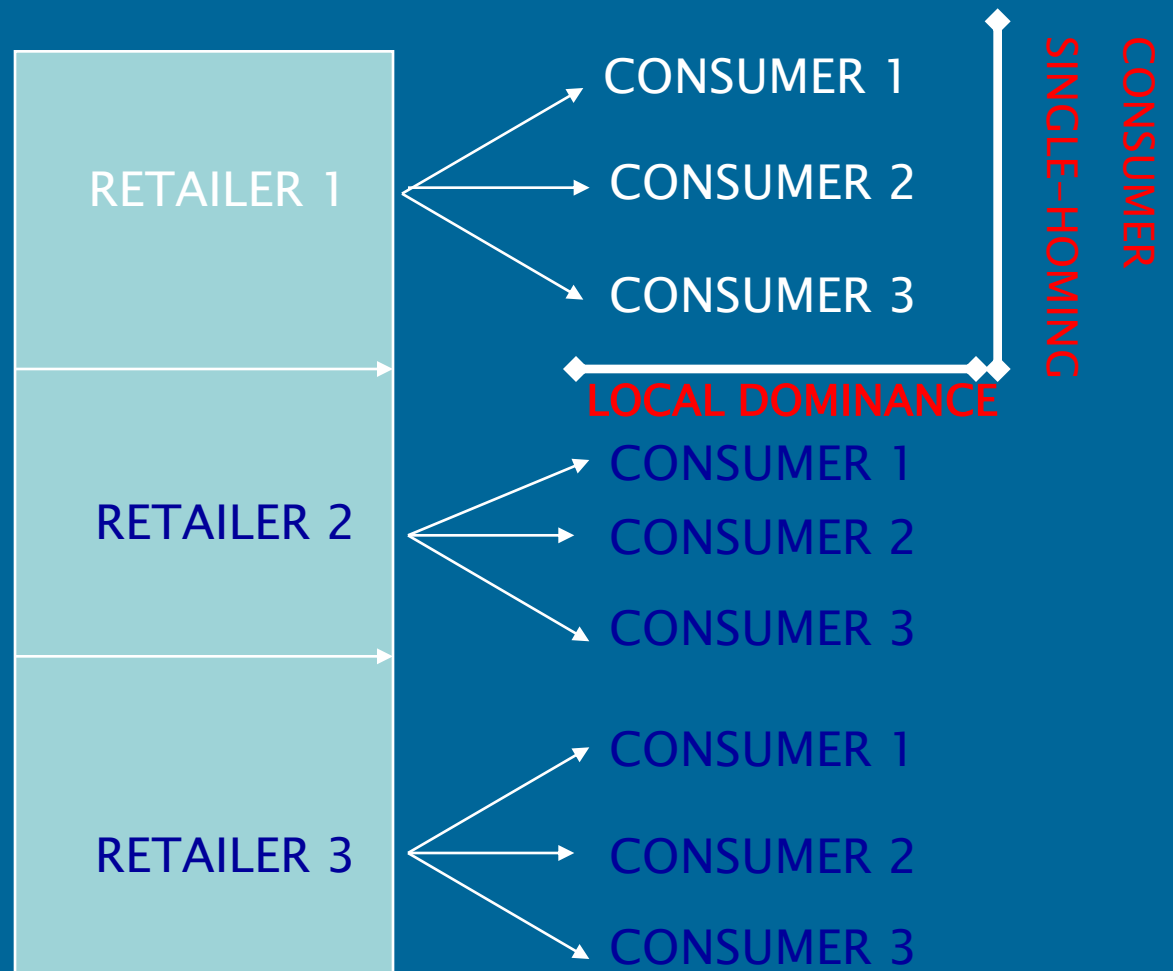 RETAILER 1
CONSUMER 1
CONSUMER 2
CONSUMER 3
CONSUMER
SINGLE-HOMING
LOCAL DOMINANCE
RETAILER 2
CONSUMER 1
CONSUMER 2
CONSUMER 3
RETAILER 3
CONSUMER 1
CONSUMER 2
CONSUMER 3